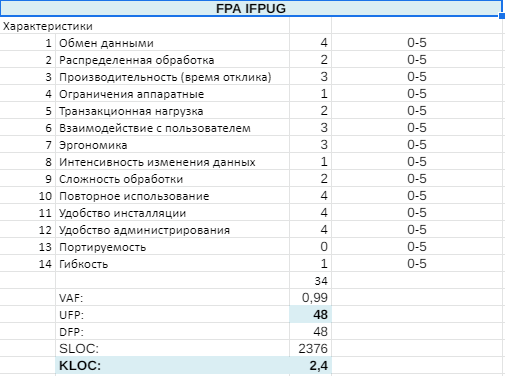 FPA IFPUG
Характеристики
1 Обмен данными 4 0-5
2 Распределенная обработка 2 0-5
3 Производительность (время отклика) 3 0-5
4 Ограничения аппаратные 1 0-5
5 Транзакционная нагрузка 2 0-5
6 Взаимодействие с пользователем 3 0-5
7 Эргономика 3 0-5
8 Интенсивность изменения данных 1 0-5
9 Сложность обработки 2 0-5
10 Повторное использование 4 0-5
11 Удобство инсталляции 4 0-5
12 Удобство администрирования 4 0-5
13 Портируемость 0 0-5
14 Гибкость 1 0-5
34
VAF: 0,99
UFP: 48
DFP: 48
SLOC: 2376
KLOC: 2,4